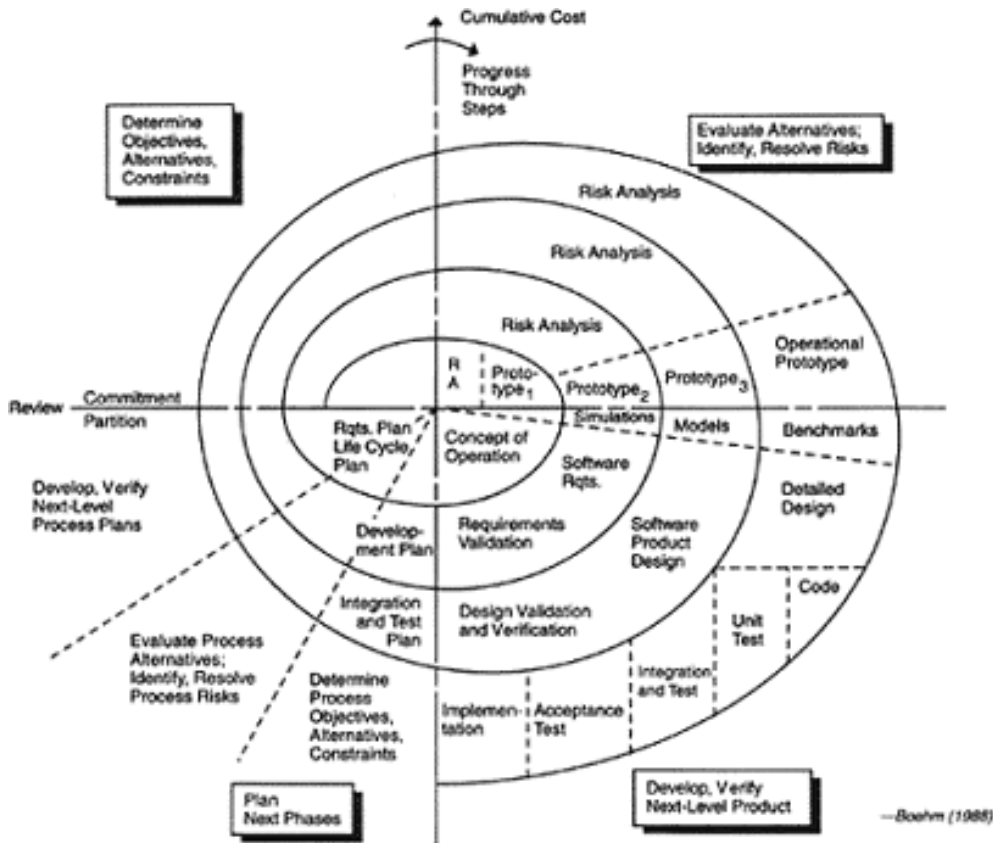 Cumulative Cost
Progress
Through
Steps
Determine
Objectives,
Alternatives,
Constraints
Evaluate Alternatives;
Identify, Resolve Risks
Risk Analysis
Risk Analysis
Risk Analysis
Operational
Prototype
R
A
Proto-
type1
Prototype2
Prototype3
Review
Commitment
Partition
Simulations
Models
Benchmarks
Rqts. Plan
Life Cycle
Plan
Concept of
Operation
Software
Rqts.
Develop, Verify
Next-Level
Process Plans
Detailed
Design
Develop-
ment Plan
Requirements
Validation
Software
Product
Design
Code
Unit
Test
Integration
and Test
Plan
Design Validation
and Verification
Evaluate Process
Alternatives;
Identify, Resolve
Process Risks
Integration
and Test
Determine
Process
Objectives,
Alternatives,
Constraints
Implemen-
tation
Acceptance
Test
Plan
Next Phases
Develop, Verify
Next-Level Product
—Boehm (1988)